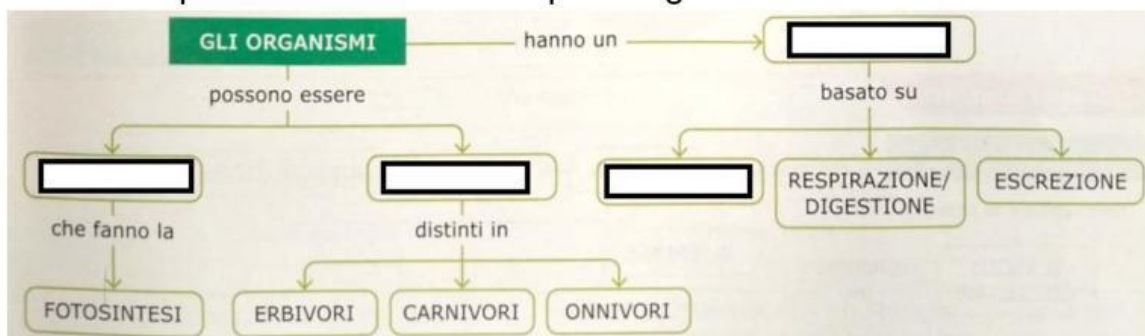 GLI ORGANISMI
hanno un
possono essere
basato su
RESPIRAZIONE/
DIGESTIONE
ESCREZIONE
che fanno la
distinti in
FOTOSINTESI
ERBIVORI
CARNIVORI
ONNIVORI